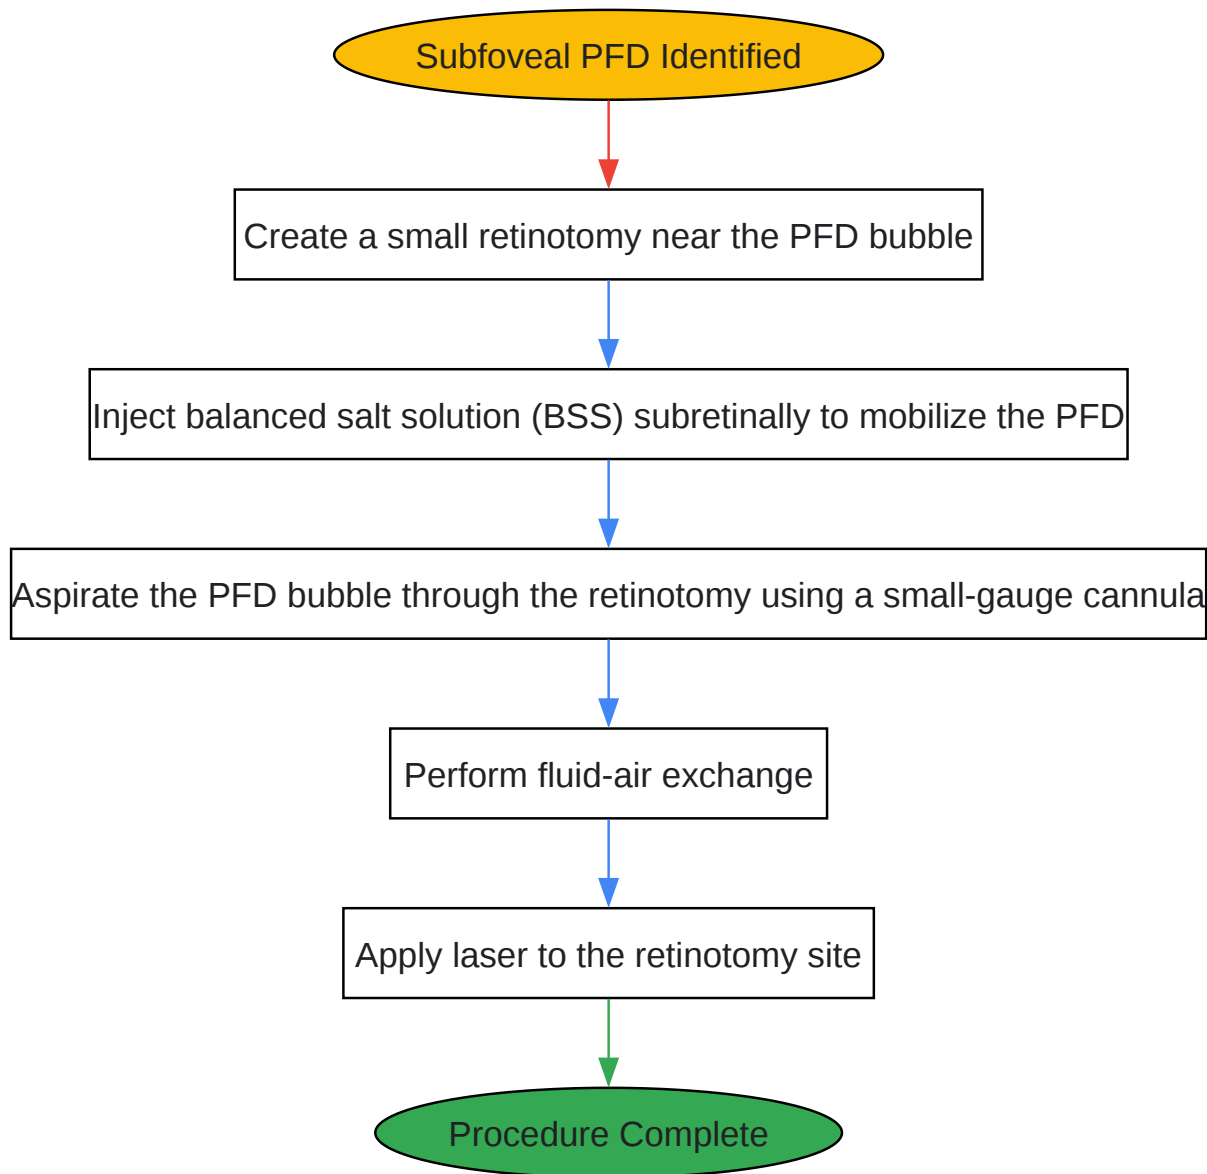 Subfoveal PFD Identified
Create a small retinotomy near the PFD bubble
Inject balanced salt solution (BSS) subretinally to mobilize the PFD
Aspirate the PFD bubble through the retinotomy using a small-gauge cannula
Perform fluid-air exchange
Apply laser to the retinotomy site
Procedure Complete